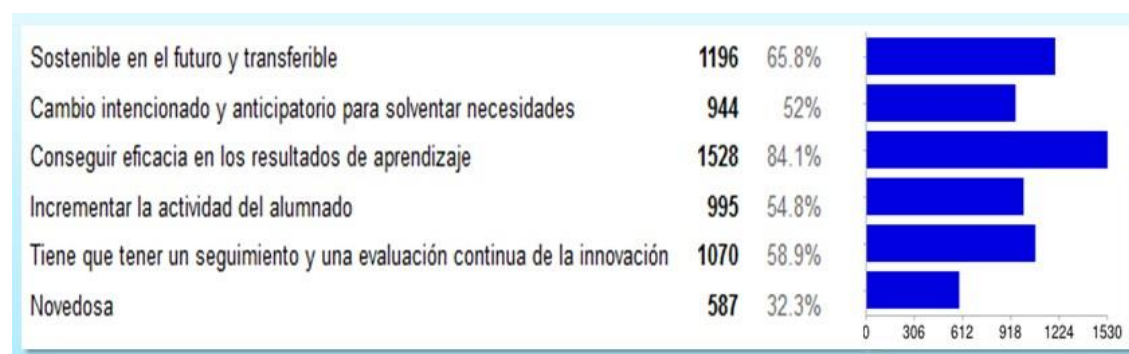 Sostenible en el futuro y transferible 1196 65.8%
Cambio intencionado y anticipatorio para solventar necesidades 944 52%
Conseguir eficacia en los resultados de aprendizaje 1528 84.1%
Incrementar la actividad del alumnado 995 54.8%
Tiene que tener un seguimiento y una evaluación continua de la innovación 1070 58.9%
Novedosa 587 32.3%
0 306 612 918 1224 1530